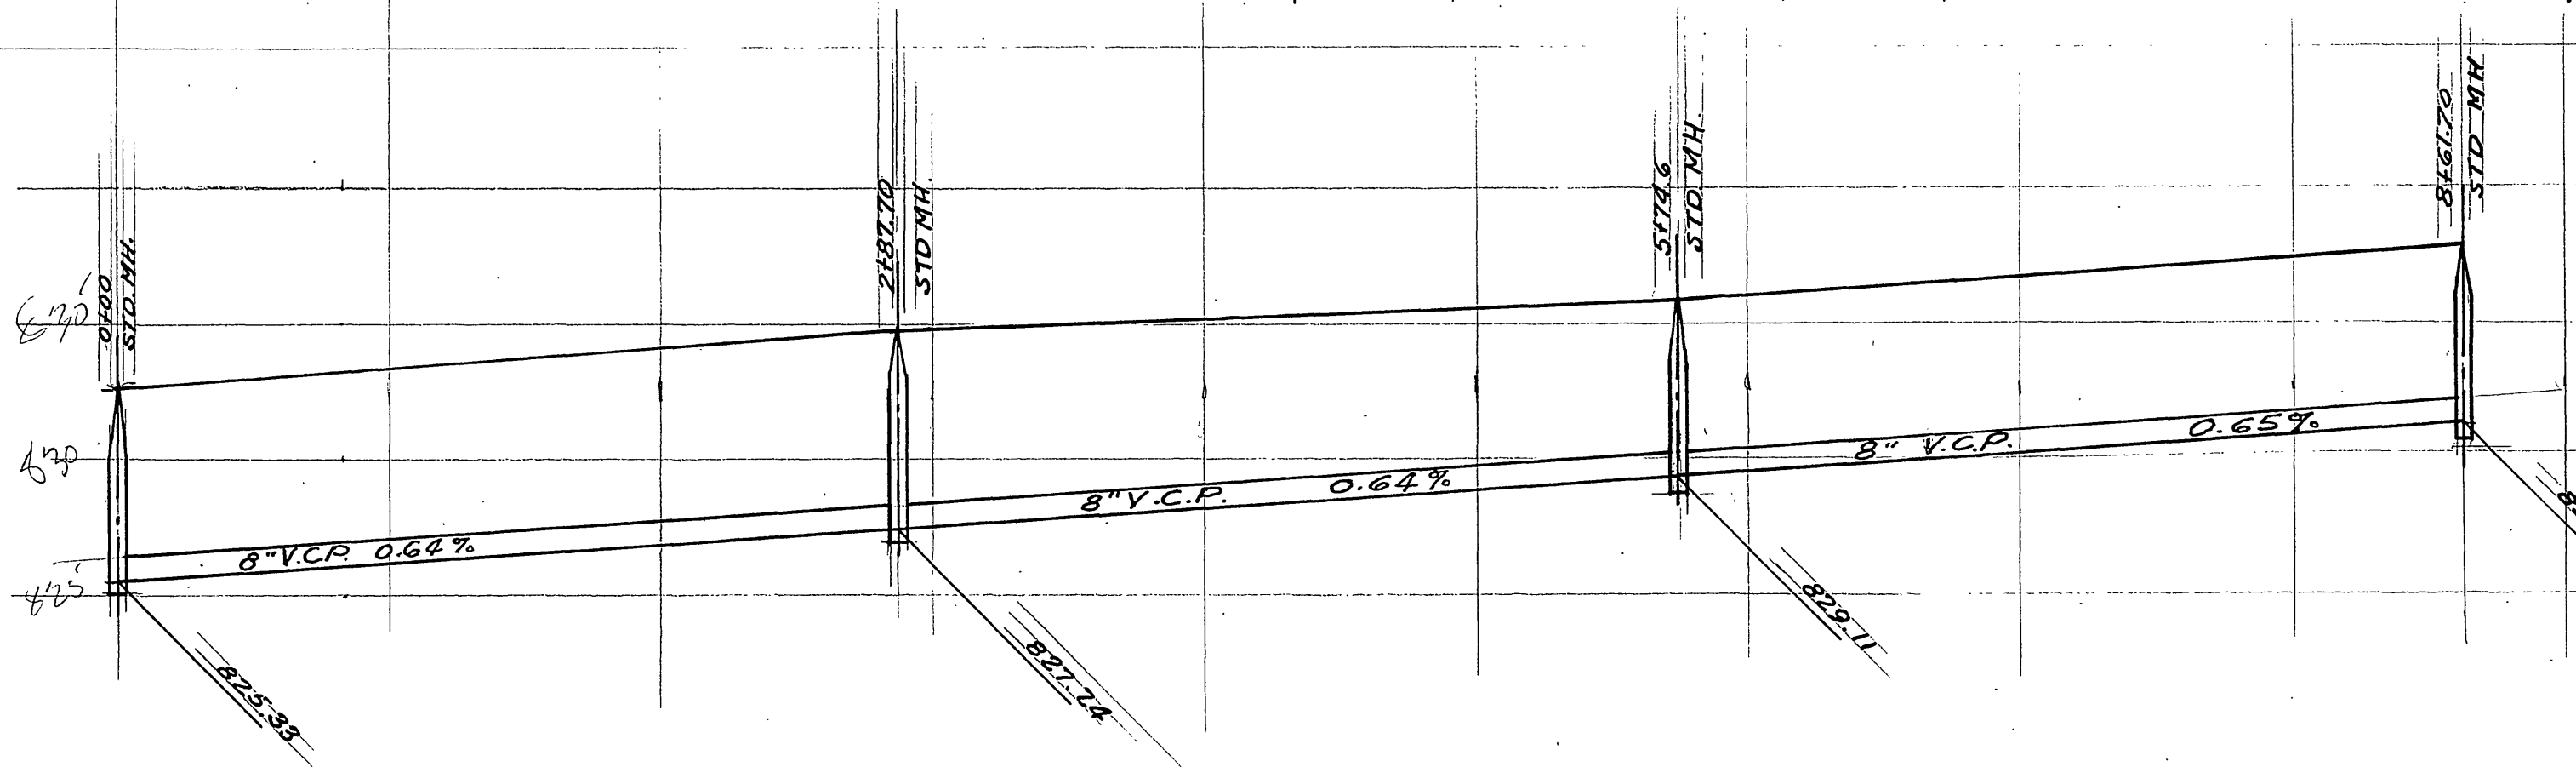 0+00
STD. MH.
2+87.70
STD MH.
5+74.6
STD. MH.
8+61.70
STD MH
830
825
8" V.C.P. 0.64%
8" V.C.P. 0.64%
8" V.C.P. 0.65%
825.33
827.24
829.11